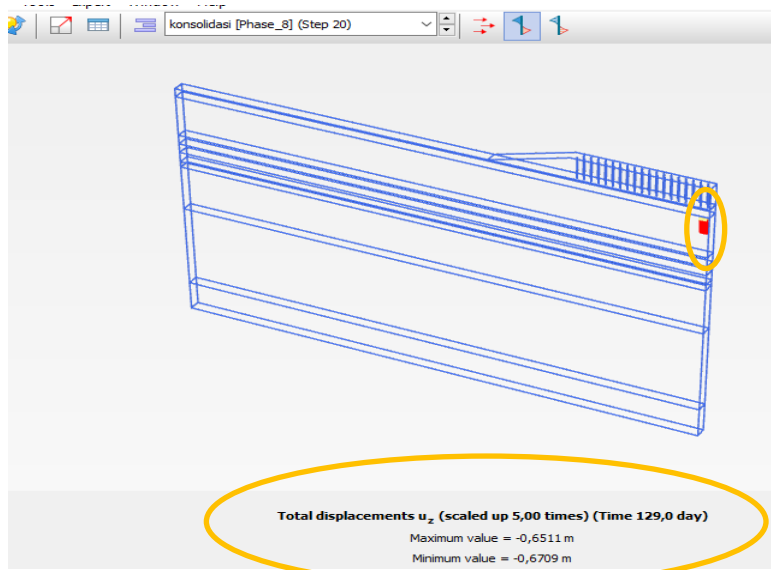 konsolidasi [Phase_8] (Step 20)
Total displacements u_z (scaled up 5,00 times) (Time 129,0 day)
Maximum value = -0,6511 m
Minimum value = -0,6709 m